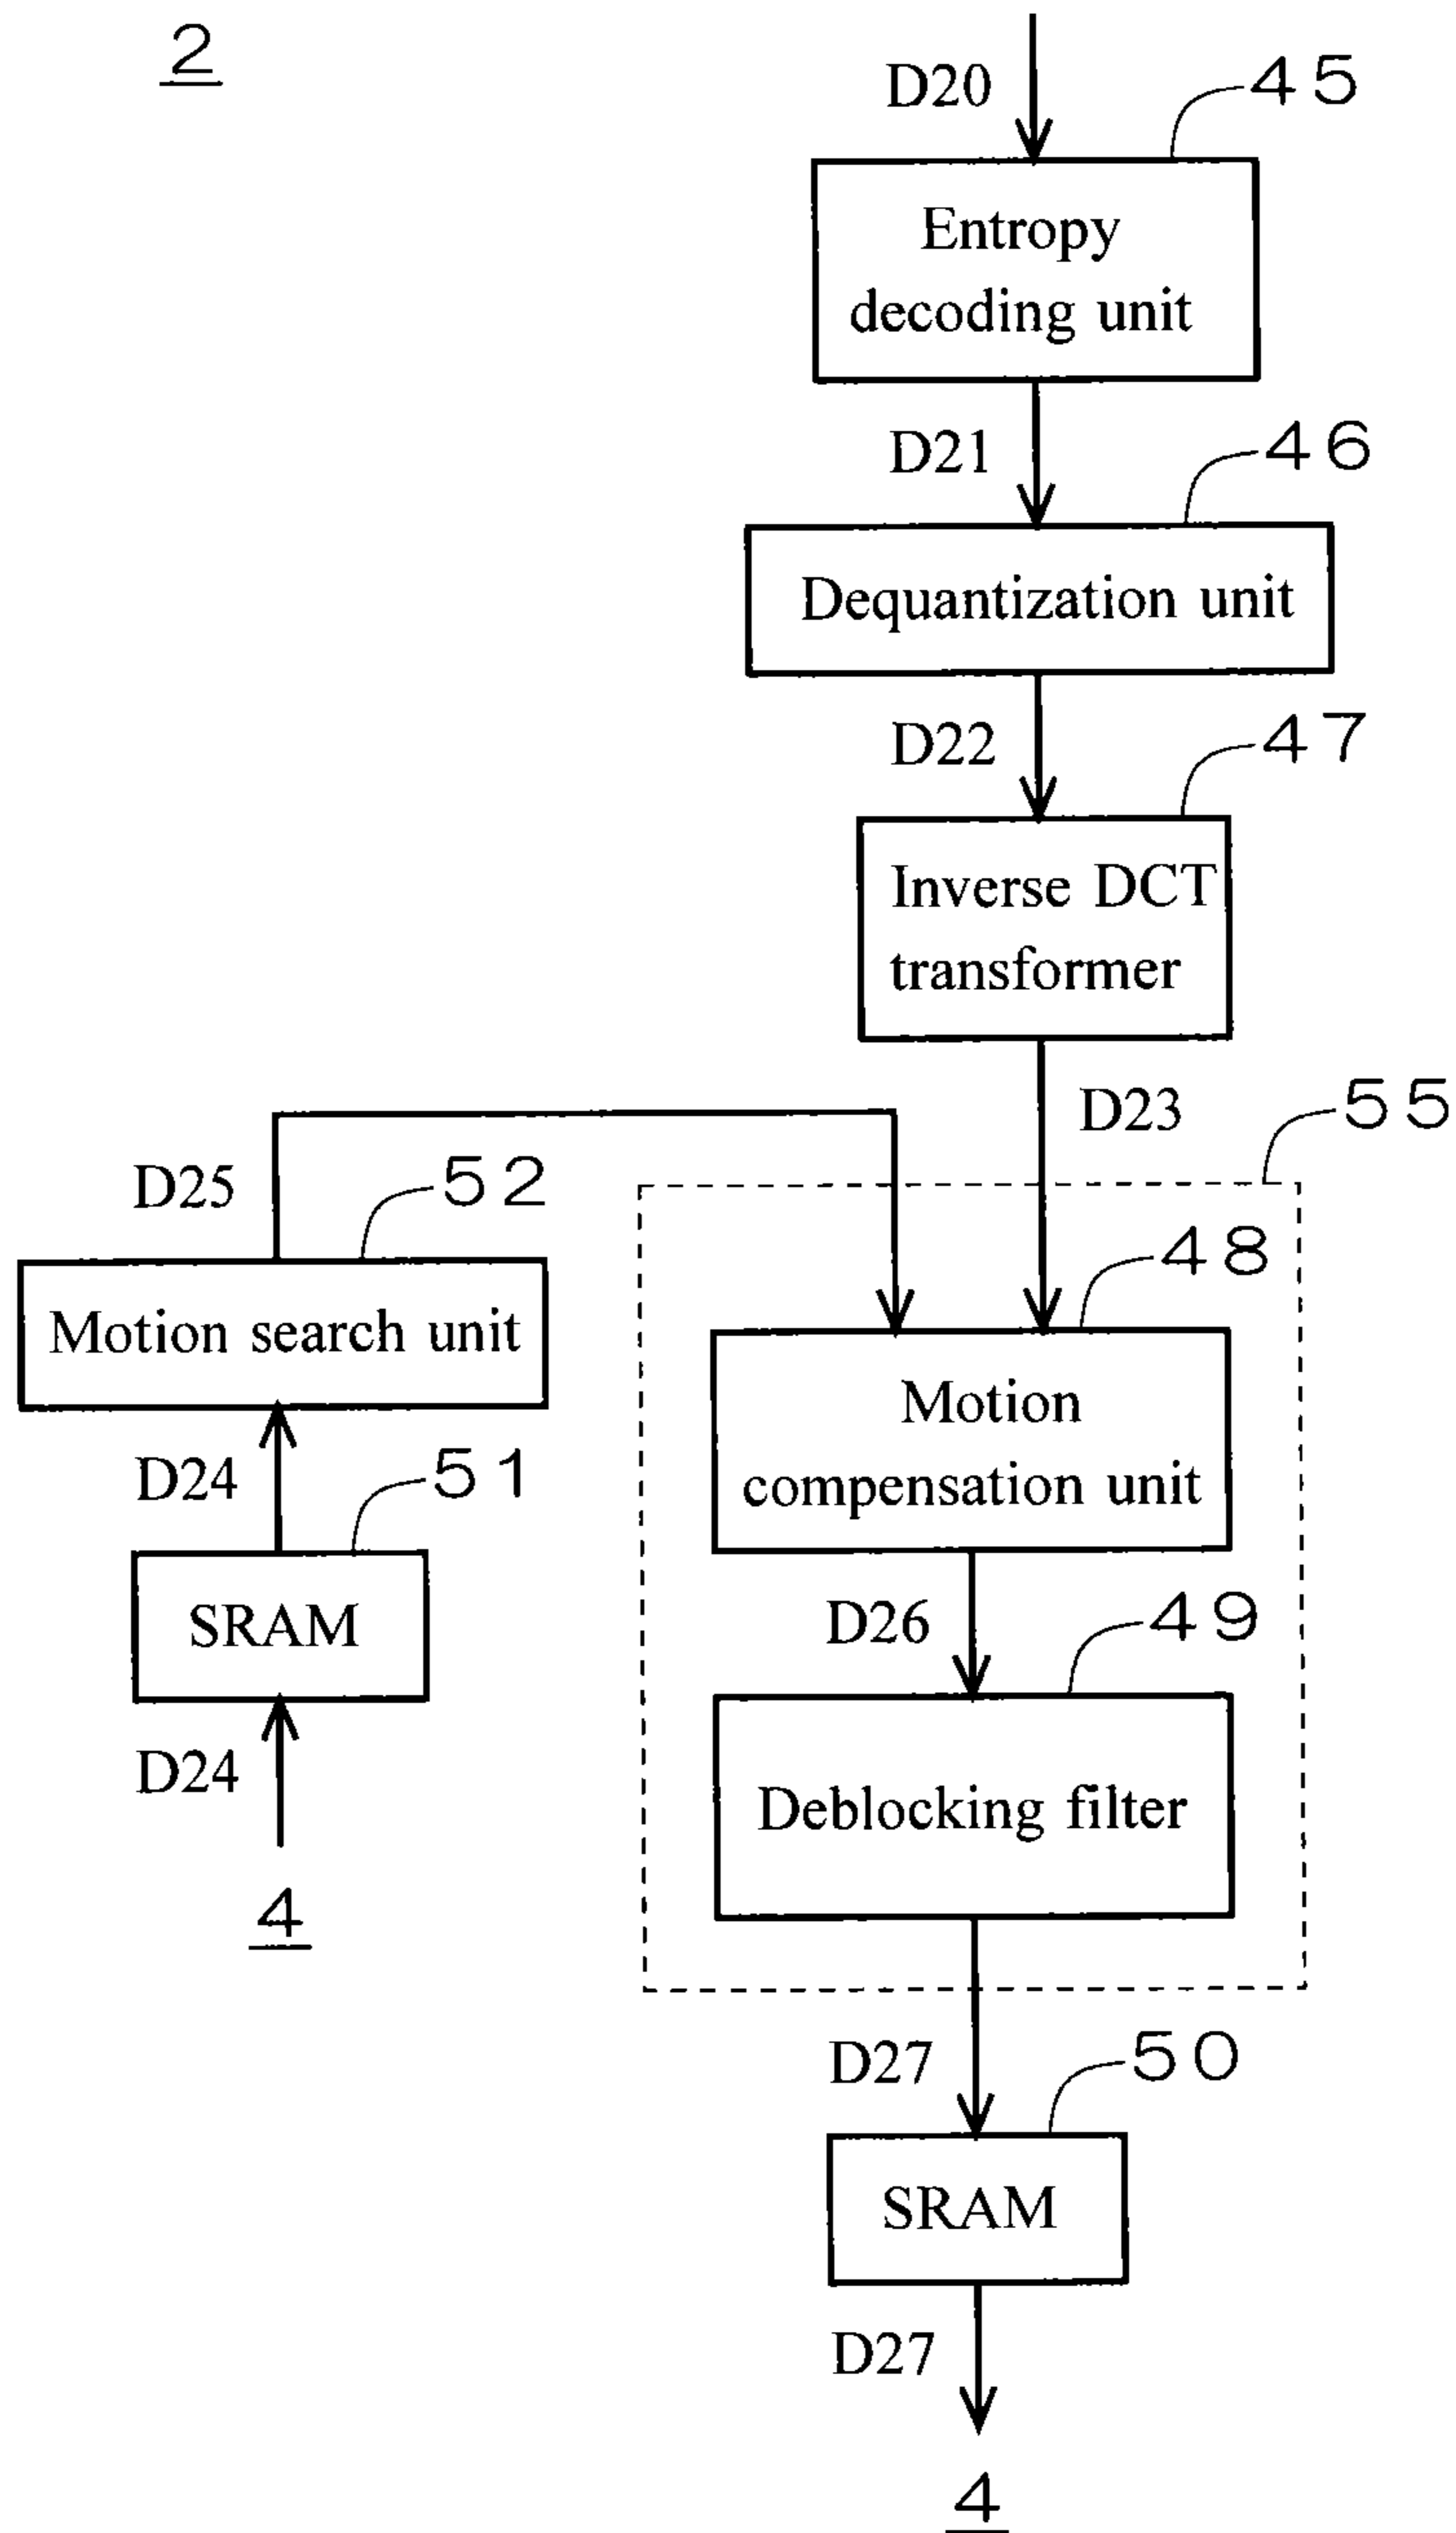 2
D20
45
Entropy
decoding unit
D21
46
Dequantization unit
D22
47
Inverse DCT
transformer
D23
55
D25
52
Motion search unit
48
Motion
compensation unit
D24
51
SRAM
D26
49
D24
Deblocking filter
4
D27
50
SRAM
D27
4